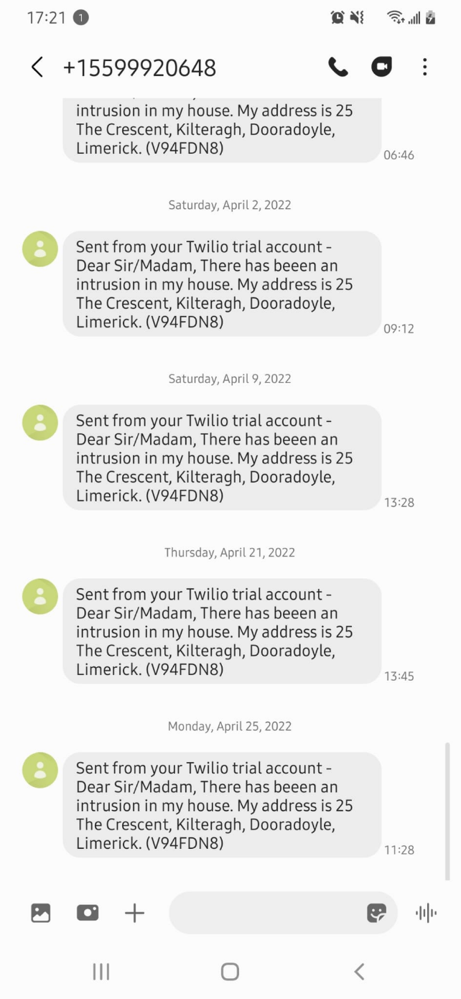 17:21 1
+15599920648
intrusion in my house. My address is 25
The Crescent, Kilteragh, Dooradoyle,
Limerick. (V94FDN8)
06:46
Saturday, April 2, 2022
Sent from your Twilio trial account -
Dear Sir/Madam, There has beeen an
intrusion in my house. My address is 25
The Crescent, Kilteragh, Dooradoyle,
Limerick. (V94FDN8)
09:12
Saturday, April 9, 2022
Sent from your Twilio trial account -
Dear Sir/Madam, There has beeen an
intrusion in my house. My address is 25
The Crescent, Kilteragh, Dooradoyle,
Limerick. (V94FDN8)
13:28
Thursday, April 21, 2022
Sent from your Twilio trial account -
Dear Sir/Madam, There has beeen an
intrusion in my house. My address is 25
The Crescent, Kilteragh, Dooradoyle,
Limerick. (V94FDN8)
13:45
Monday, April 25, 2022
Sent from your Twilio trial account -
Dear Sir/Madam, There has beeen an
intrusion in my house. My address is 25
The Crescent, Kilteragh, Dooradoyle,
Limerick. (V94FDN8)
11:28